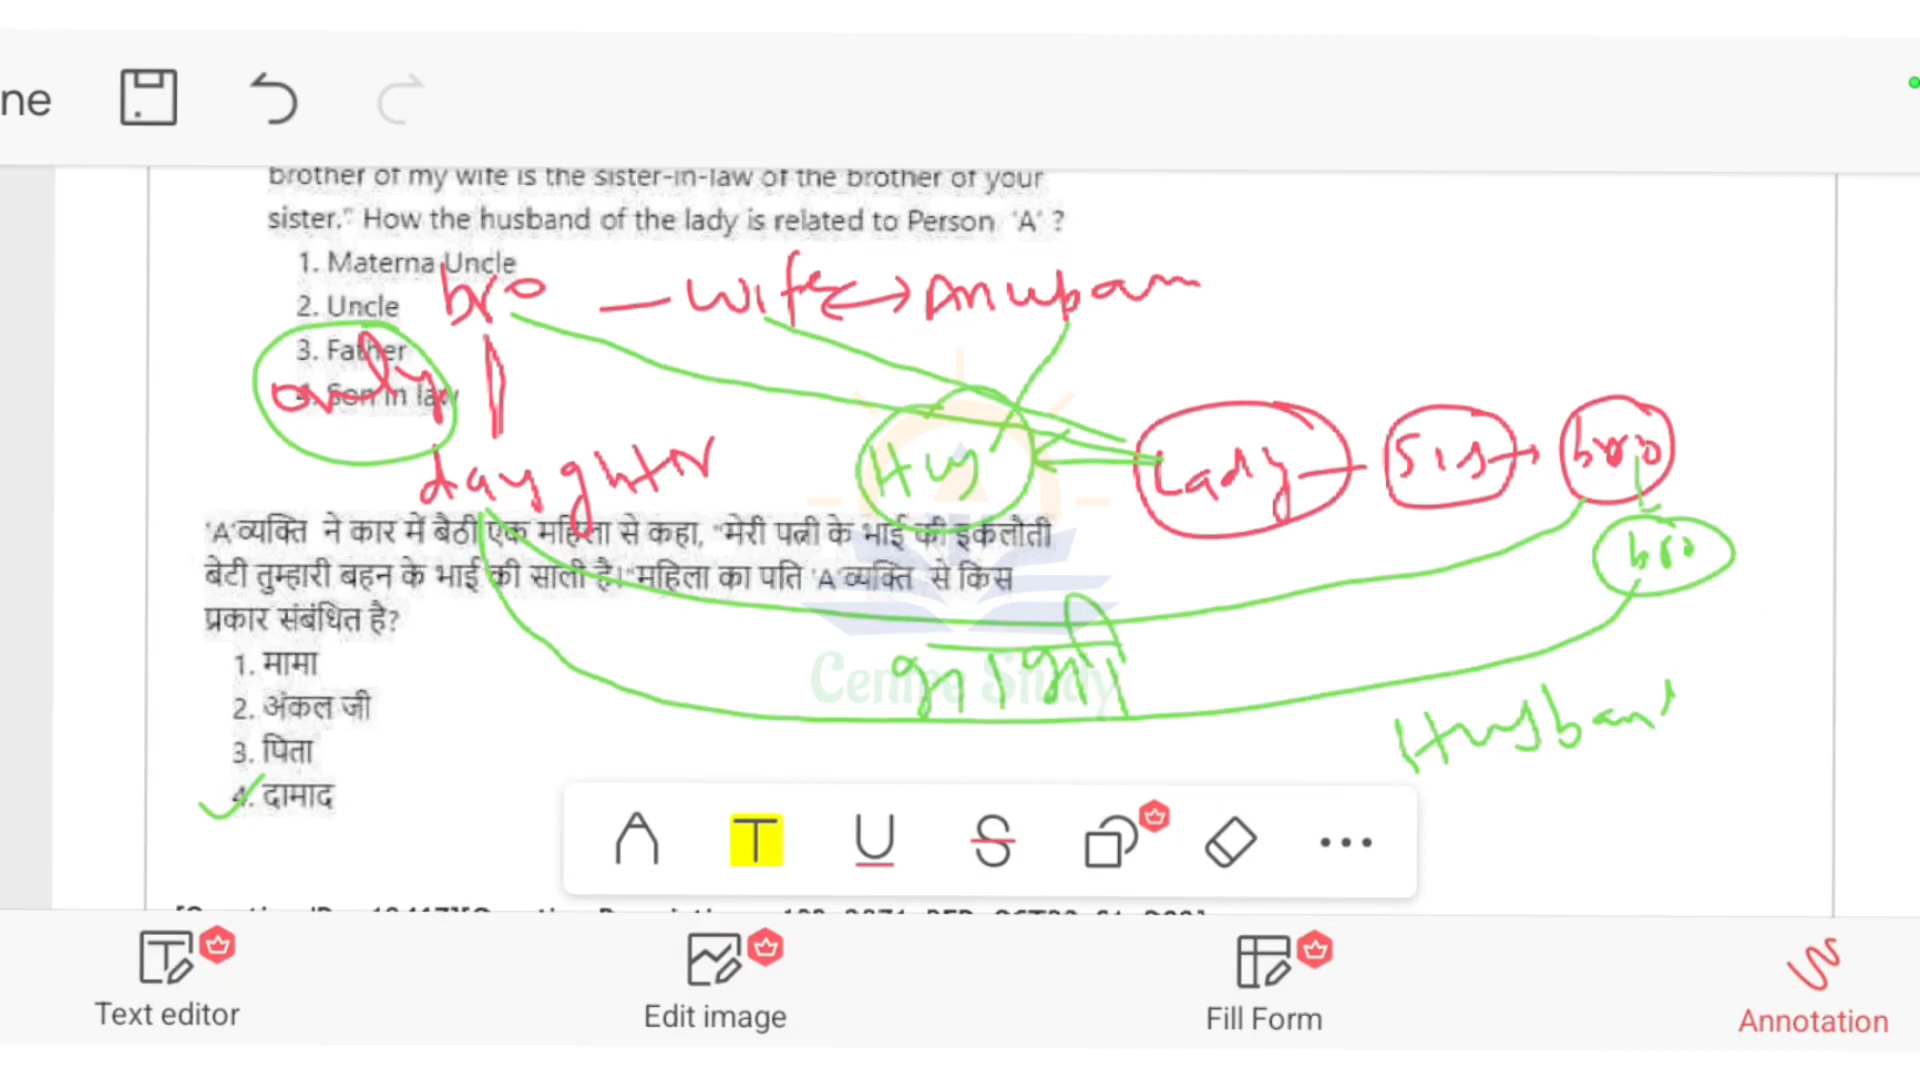 ne
brother of my wife is the sister-in-law of the brother of your
sister." How the husband of the lady is related to Person 'A' ?
1. Materna Uncle
2. Uncle
3. Father
4. Son in law
bro — wife ↔ Anubam
only
daughter
Hus
Lady — Sis → bro
bro
'A'व्यक्ति ने कार में बैठी एक महिला से कहा, "मेरी पत्नी के भाई की इकलौती
बेटी तुम्हारी बहन के भाई की साली है।"महिला का पति 'A'व्यक्ति से किस
प्रकार संबंधित है?
1. मामा
2. अंकल जी
3. पिता
4. दामाद
Centre Study
Husband
T
U
S
Text editor
Edit image
Fill Form
Annotation